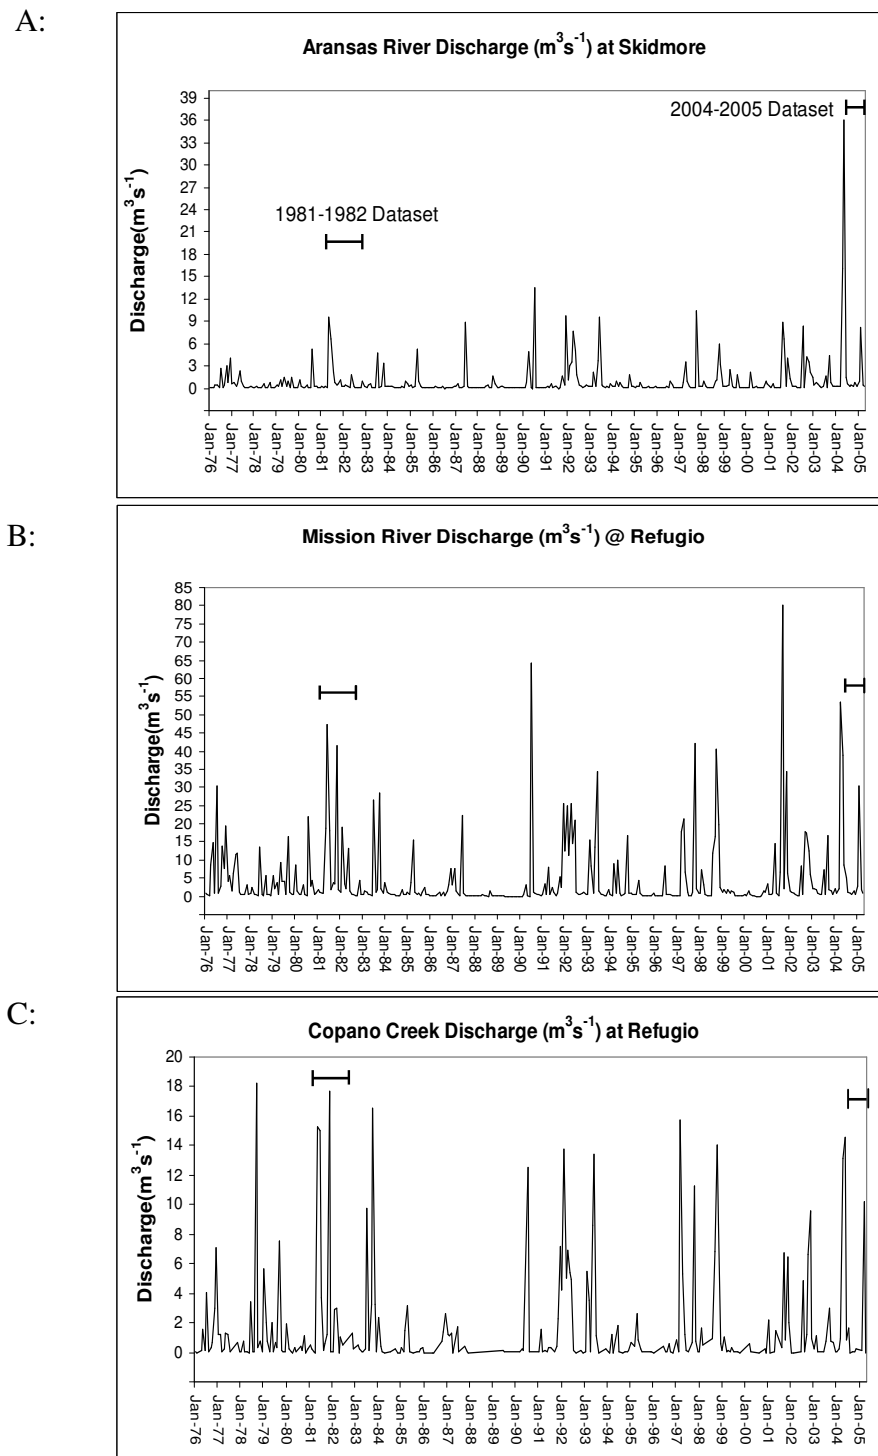 A:
Aransas River Discharge (m³s⁻¹) at Skidmore
Discharge(m³s⁻¹)
39
36
33
30
27
24
21
18
15
12
9
6
3
0
2004-2005 Dataset
1981-1982 Dataset
Jan-76
Jan-77
Jan-78
Jan-79
Jan-80
Jan-81
Jan-82
Jan-83
Jan-84
Jan-85
Jan-86
Jan-87
Jan-88
Jan-89
Jan-90
Jan-91
Jan-92
Jan-93
Jan-94
Jan-95
Jan-96
Jan-97
Jan-98
Jan-99
Jan-00
Jan-01
Jan-02
Jan-03
Jan-04
Jan-05
B:
Mission River Discharge (m³s⁻¹) @ Refugio
Discharge(m³s⁻¹)
85
80
75
70
65
60
55
50
45
40
35
30
25
20
15
10
5
0
Jan-76
Jan-77
Jan-78
Jan-79
Jan-80
Jan-81
Jan-82
Jan-83
Jan-84
Jan-85
Jan-86
Jan-87
Jan-88
Jan-89
Jan-90
Jan-91
Jan-92
Jan-93
Jan-94
Jan-95
Jan-96
Jan-97
Jan-98
Jan-99
Jan-00
Jan-01
Jan-02
Jan-03
Jan-04
Jan-05
C:
Copano Creek Discharge (m³s⁻¹) at Refugio
Discharge(m³s⁻¹)
20
18
16
14
12
10
8
6
4
2
0
Jan-76
Jan-77
Jan-78
Jan-79
Jan-80
Jan-81
Jan-82
Jan-83
Jan-84
Jan-85
Jan-86
Jan-87
Jan-88
Jan-89
Jan-90
Jan-91
Jan-92
Jan-93
Jan-94
Jan-95
Jan-96
Jan-97
Jan-98
Jan-99
Jan-00
Jan-01
Jan-02
Jan-03
Jan-04
Jan-05